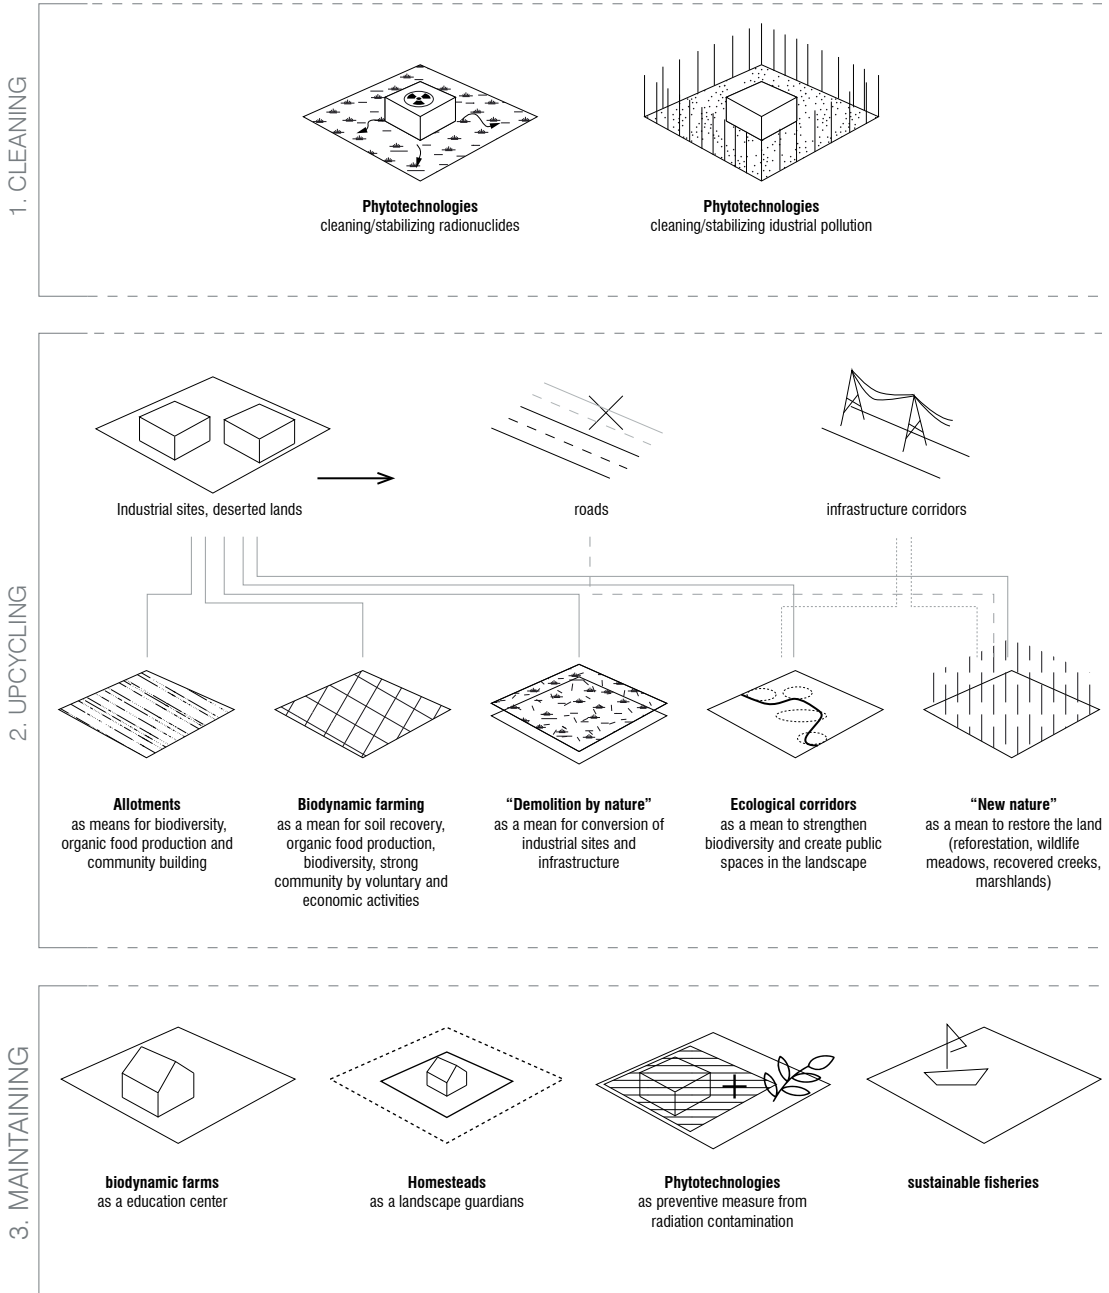 1. CLEANING
Phytotechnologies
cleaning/stabilizing radionuclides
Phytotechnologies
cleaning/stabilizing idustrial pollution
2. UPCYCLING
Industrial sites, deserted lands
roads
infrastructure corridors
Allotments
as means for biodiversity,
organic food production and
community building
Biodynamic farming
as a mean for soil recovery,
organic food production,
biodiversity, strong
community by voluntary and
economic activities
“Demolition by nature”
as a mean for conversion of
industrial sites and
infrastructure
Ecological corridors
as a mean to strengthen
biodiversity and create public
spaces in the landscape
“New nature”
as a mean to restore the land
(reforestation, wildlife
meadows, recovered creeks,
marshlands)
3. MAINTAINING
biodynamic farms
as a education center
Homesteads
as a landscape guardians
Phytotechnologies
as preventive measure from
radiation contamination
sustainable fisheries